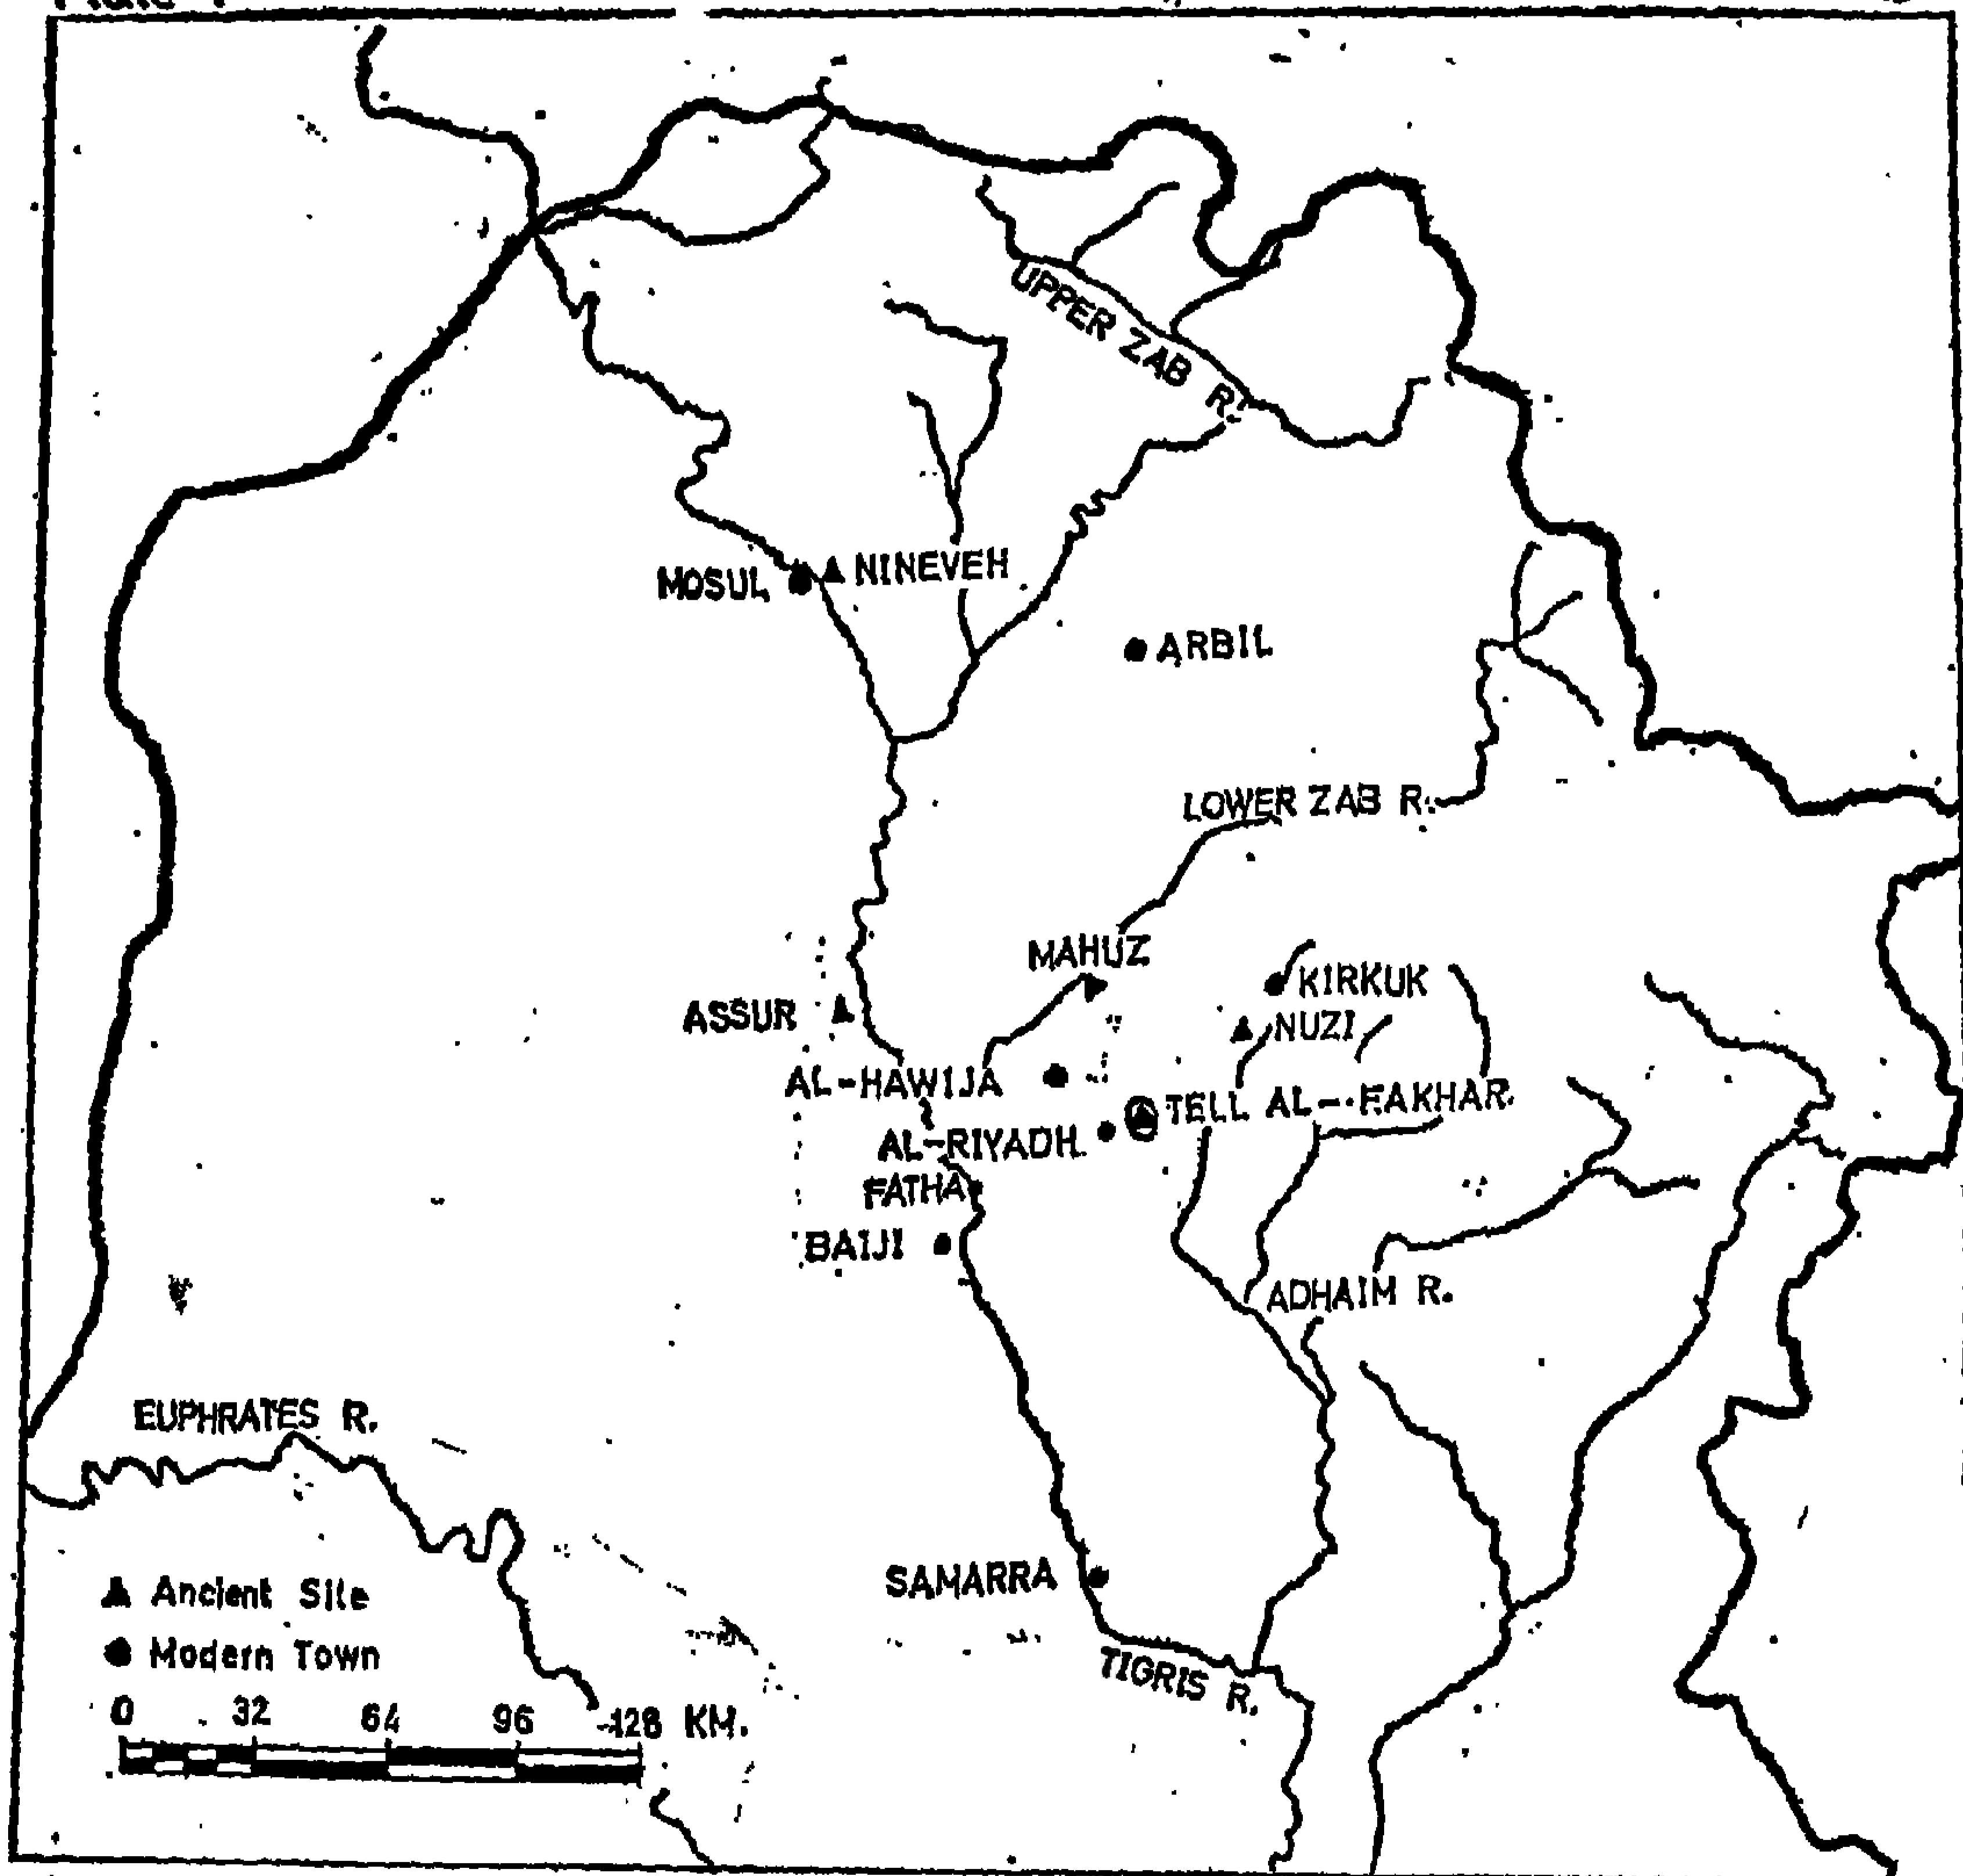 UPPER ZAB R.
NINEVEH
MOSUL
ARBIL
LOWER ZAB R.
MAHUZ
KIRKUK
ASSUR
NUZI
AL-HAWIJA
TELL AL-FAKHAR
AL-RIYADH
FATHA
BAIJI
ADHAIM R.
EUPHRATES R.
SAMARRA
Ancient Site
Modern Town
TIGRIS R.
0 32 64 96 128 KM.